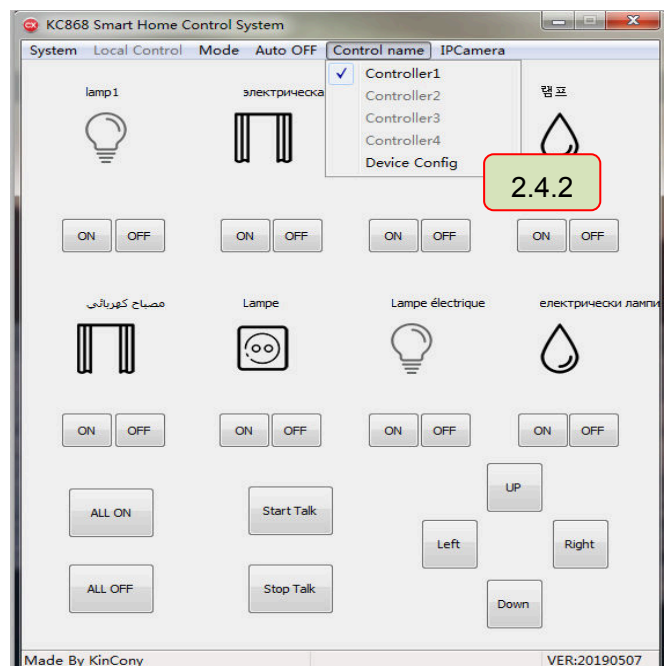 KC868 Smart Home Control System
System Local Control Mode Auto OFF Control name IPCamera
Controller1
Controller2
Controller3
Controller4
Device Config
2.4.2
lamp1
электрическа
램프
ON OFF ON OFF ON OFF ON OFF
مصباح كهربائي
Lampe
Lampe électrique
електрически лампи
ON OFF ON OFF ON OFF ON OFF
ALL ON
Start Talk
UP
Left
Right
ALL OFF
Stop Talk
Down
Made By KinCony
VER:20190507